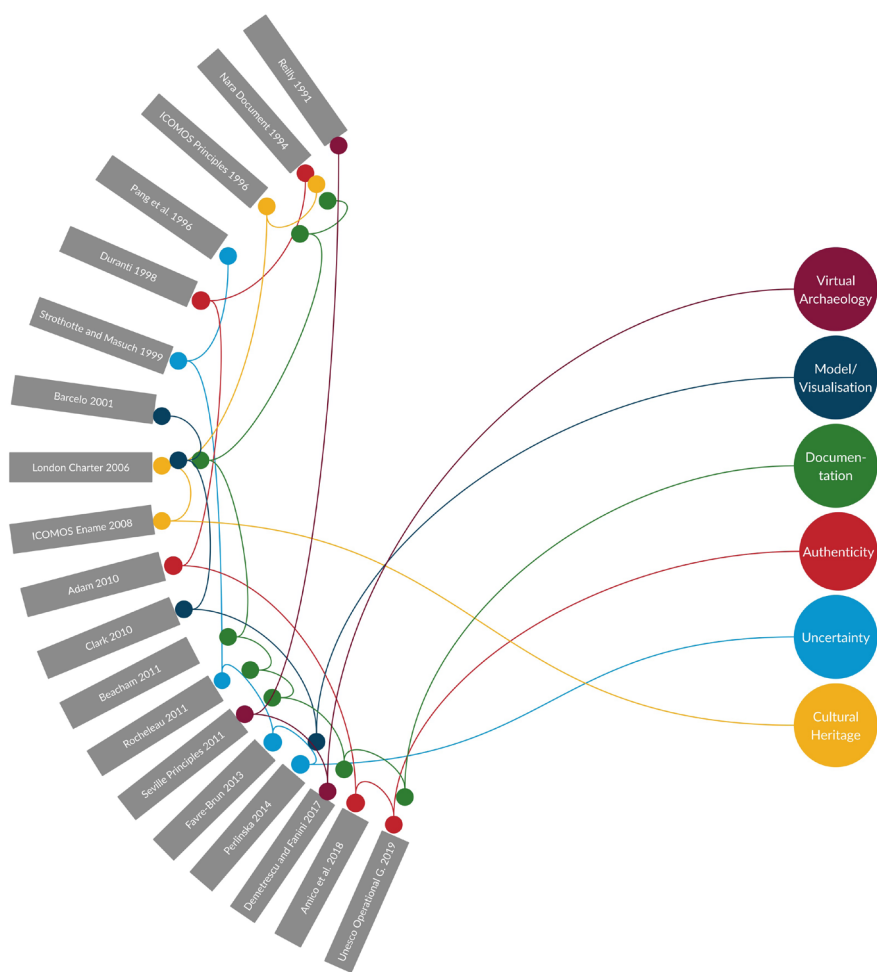 Reilly 1991
Nara Document 1994
ICOMOS Principles 1996
Pang et al. 1996
Duranti 1998
Strothotte and Masuch 1999
Barcelo 2001
London Charter 2006
ICOMOS Ename 2008
Adam 2010
Clark 2010
Beacham 2011
Rocheleau 2011
Seville Principles 2011
Favre-Brun 2013
Perlinska 2014
Demetrescu and Fanini 2017
Amico et al. 2018
Unesco Operational G. 2019
Virtual
Archaeology
Model/
Visualisation
Documen-
tation
Authenticity
Uncertainty
Cultural
Heritage